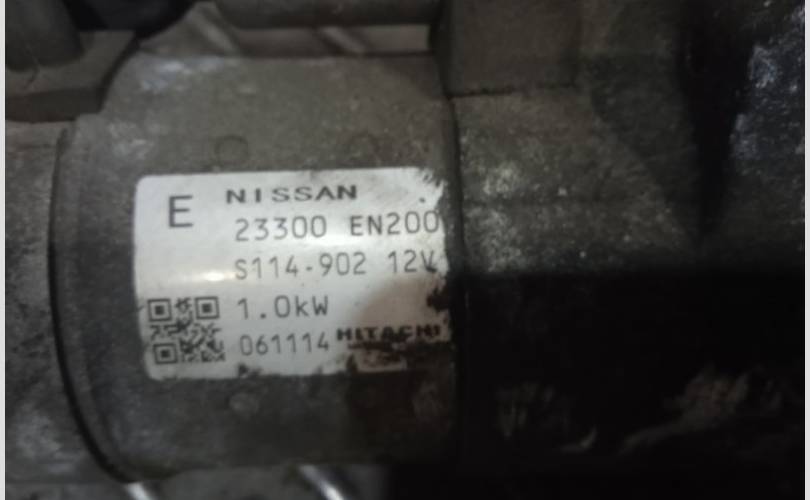 E NISSAN
23300 EN200
S114-902 12V
1.0kW
061114 HITACHI